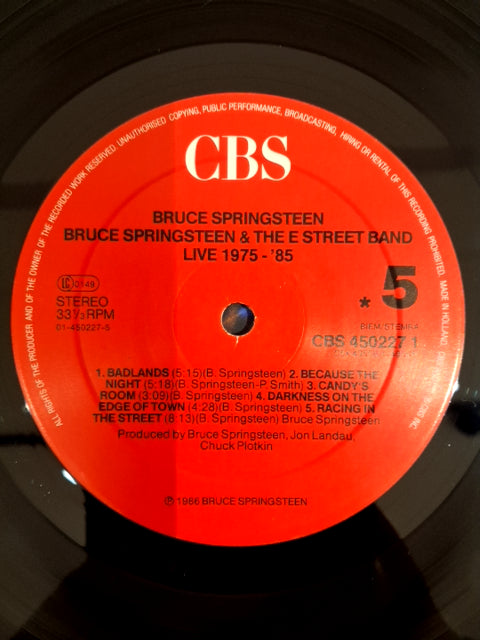 ALL RIGHTS OF THE PRODUCER AND OF THE OWNER OF THE RECORDED WORK RESERVED. UNAUTHORISED COPYING, PUBLIC PERFORMANCE, BROADCASTING, HIRING OR RENTAL OF THIS RECORDING PROHIBITED. MADE IN HOLLAND
CBS
BRUCE SPRINGSTEEN
BRUCE SPRINGSTEEN & THE E STREET BAND
LIVE 1975-'85
LC 0149
STEREO
33⅓ RPM
01-450227-5
* 5
BIEM/STEMRA
CBS 450227 1
1. BADLANDS (5:15)(B. Springsteen) 2. BECAUSE THE
NIGHT (5:18)(B. Springsteen-P. Smith) 3. CANDY'S
ROOM (3:09)(B. Springsteen) 4. DARKNESS ON THE
EDGE OF TOWN (4:28)(B. Springsteen) 5. RACING IN
THE STREET (8:13)(B. Springsteen) Bruce Springsteen
Produced by Bruce Springsteen, Jon Landau,
Chuck Plotkin
℗ 1986 BRUCE SPRINGSTEEN